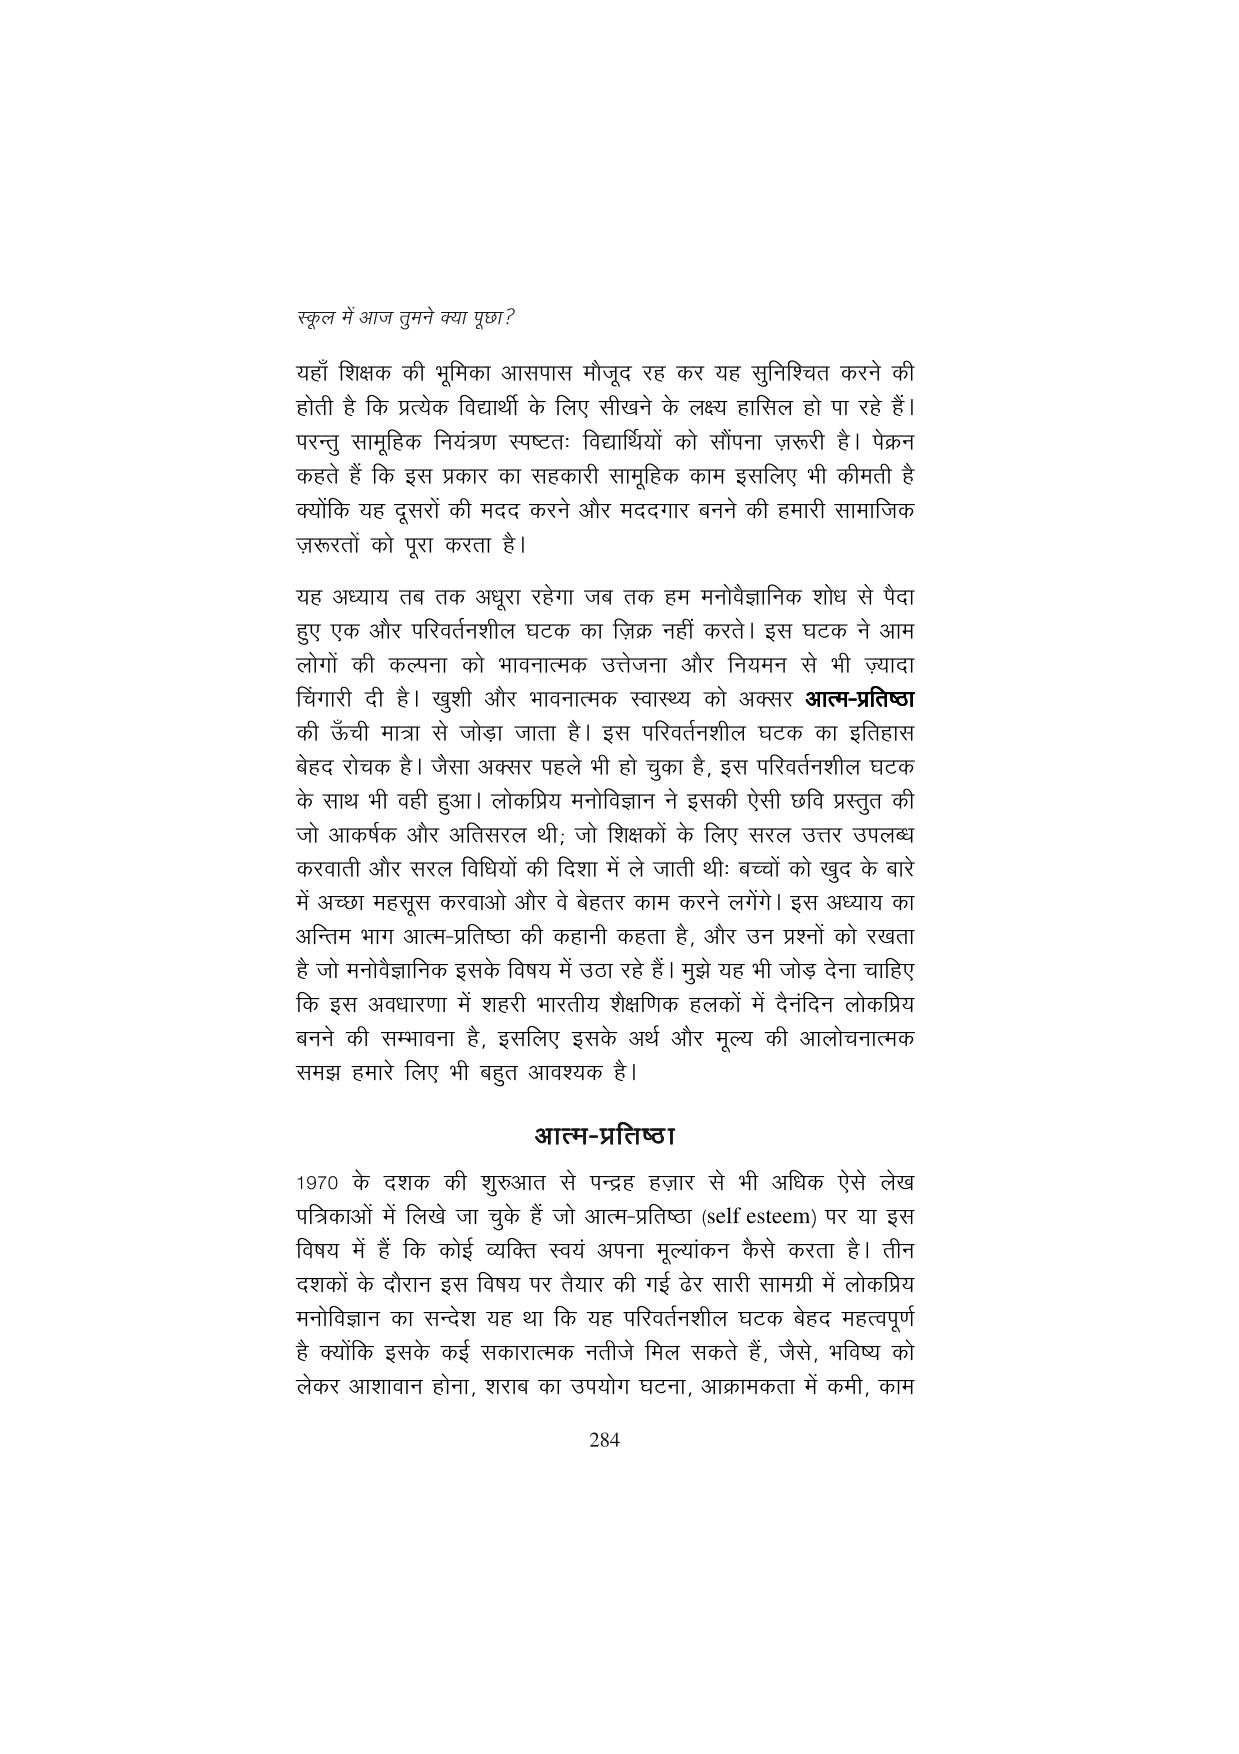 स्कूल में आज तुमने क्या पूछा?
यहाँ शिक्षक की भूमिका आसपास मौजूद रह कर यह सुनिश्चित करने की
होती है कि प्रत्येक विद्यार्थी के लिए सीखने के लक्ष्य हासिल हो पा रहे हैं।
परन्तु सामूहिक नियंत्रण स्पष्टतः विद्यार्थियों को सौंपना ज़रूरी है। पेक्रन
कहते हैं कि इस प्रकार का सहकारी सामूहिक काम इसलिए भी कीमती है
क्योंकि यह दूसरों की मदद करने और मददगार बनने की हमारी सामाजिक
ज़रूरतों को पूरा करता है।
यह अध्याय तब तक अधूरा रहेगा जब तक हम मनोवैज्ञानिक शोध से पैदा
हुए एक और परिवर्तनशील घटक का ज़िक्र नहीं करते। इस घटक ने आम
लोगों की कल्पना को भावनात्मक उत्तेजना और नियमन से भी ज़्यादा
चिंगारी दी है। खुशी और भावनात्मक स्वास्थ्य को अक्सर आत्म-प्रतिष्ठा
की ऊँची मात्रा से जोड़ा जाता है। इस परिवर्तनशील घटक का इतिहास
बेहद रोचक है। जैसा अक्सर पहले भी हो चुका है, इस परिवर्तनशील घटक
के साथ भी वही हुआ। लोकप्रिय मनोविज्ञान ने इसकी ऐसी छवि प्रस्तुत की
जो आकर्षक और अतिसरल थी; जो शिक्षकों के लिए सरल उत्तर उपलब्ध
करवाती और सरल विधियों की दिशा में ले जाती थीः बच्चों को खुद के बारे
में अच्छा महसूस करवाओ और वे बेहतर काम करने लगेंगे। इस अध्याय का
अन्तिम भाग आत्म-प्रतिष्ठा की कहानी कहता है, और उन प्रश्नों को रखता
है जो मनोवैज्ञानिक इसके विषय में उठा रहे हैं। मुझे यह भी जोड़ देना चाहिए
कि इस अवधारणा में शहरी भारतीय शैक्षणिक हलकों में दैनंदिन लोकप्रिय
बनने की सम्भावना है, इसलिए इसके अर्थ और मूल्य की आलोचनात्मक
समझ हमारे लिए भी बहुत आवश्यक है।
आत्म-प्रतिष्ठा
1970 के दशक की शुरुआत से पन्द्रह हज़ार से भी अधिक ऐसे लेख
पत्रिकाओं में लिखे जा चुके हैं जो आत्म-प्रतिष्ठा (self esteem) पर या इस
विषय में हैं कि कोई व्यक्ति स्वयं अपना मूल्यांकन कैसे करता है। तीन
दशकों के दौरान इस विषय पर तैयार की गई ढेर सारी सामग्री में लोकप्रिय
मनोविज्ञान का सन्देश यह था कि यह परिवर्तनशील घटक बेहद महत्वपूर्ण
है क्योंकि इसके कई सकारात्मक नतीजे मिल सकते हैं, जैसे, भविष्य को
लेकर आशावान होना, शराब का उपयोग घटना, आक्रामकता में कमी, काम
284